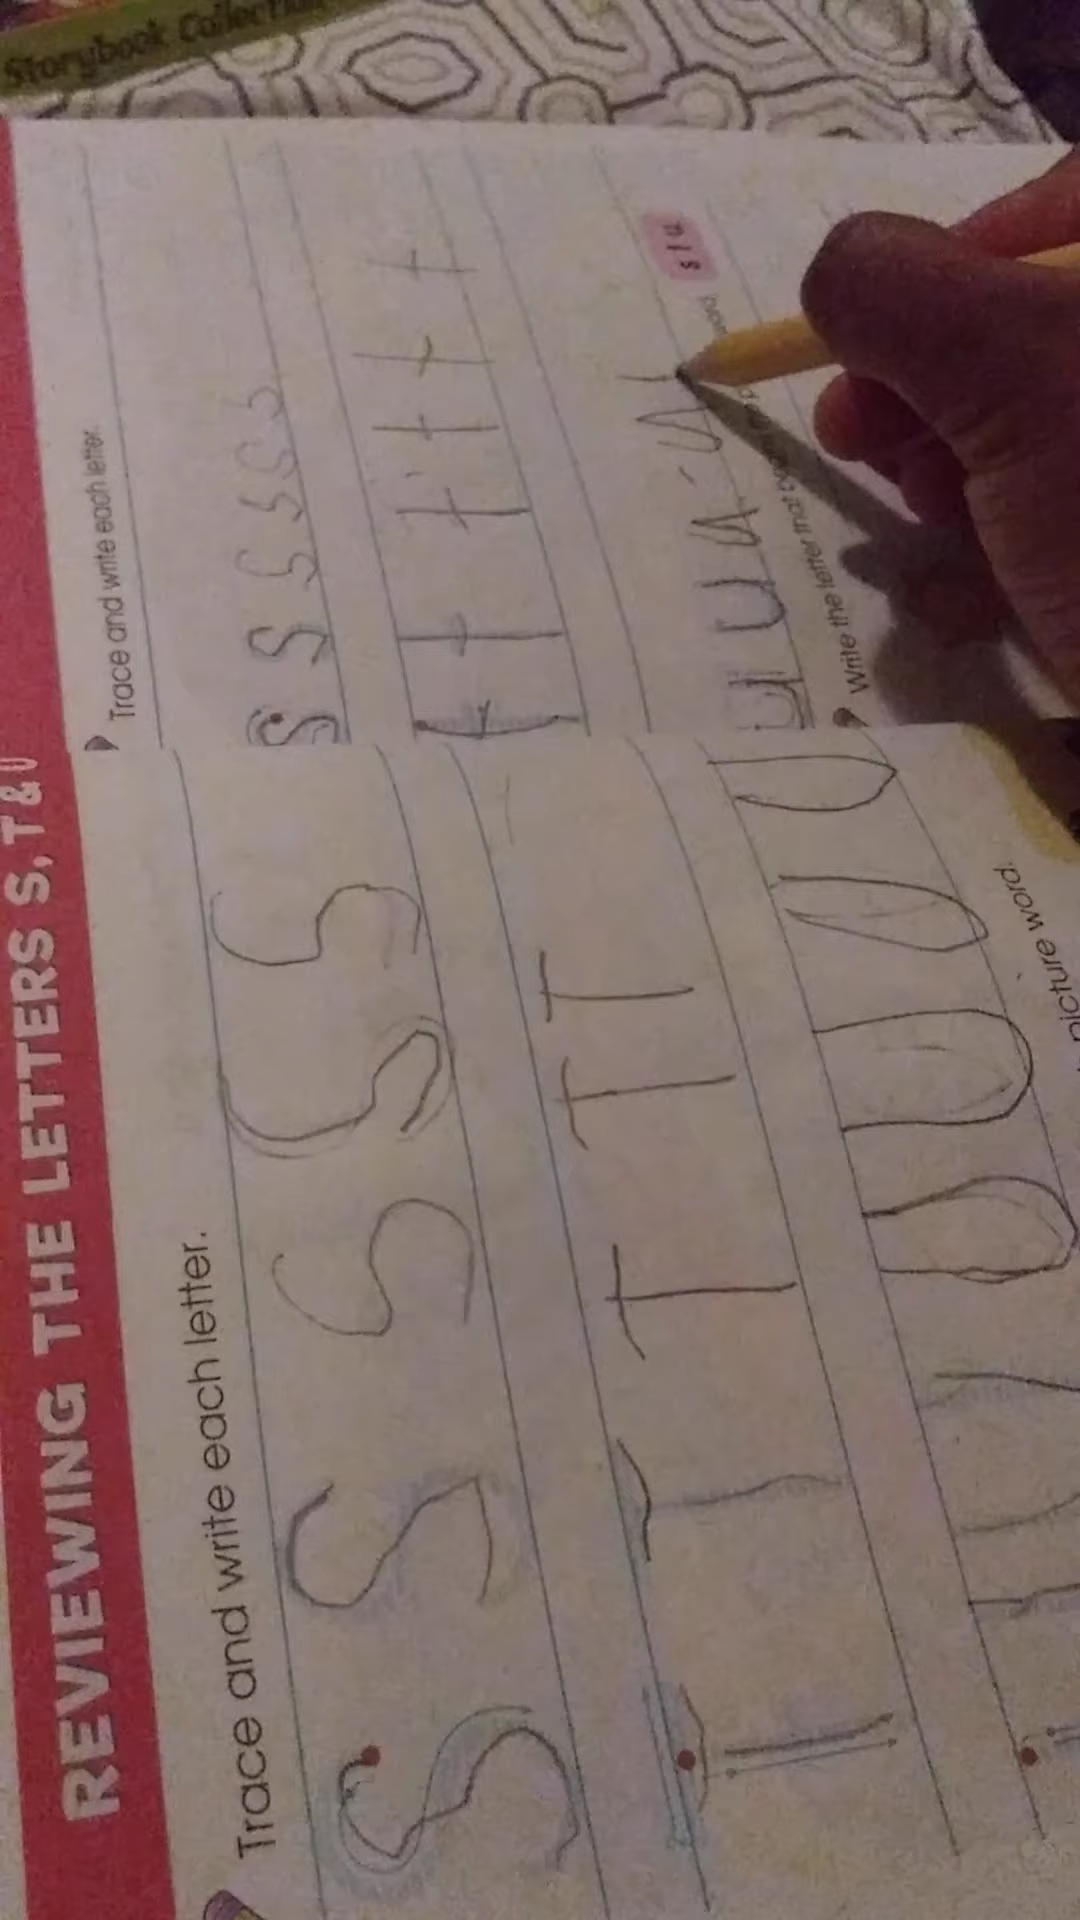 Storybook Collection
REVIEWING THE LETTERS S, T & U
Trace and write each letter.
S S S S S
T T T T T
U U U U
picture word.
Trace and write each letter.
s s s s s s
t t t t t t
u u u u
Write the letter that
word.
s t u